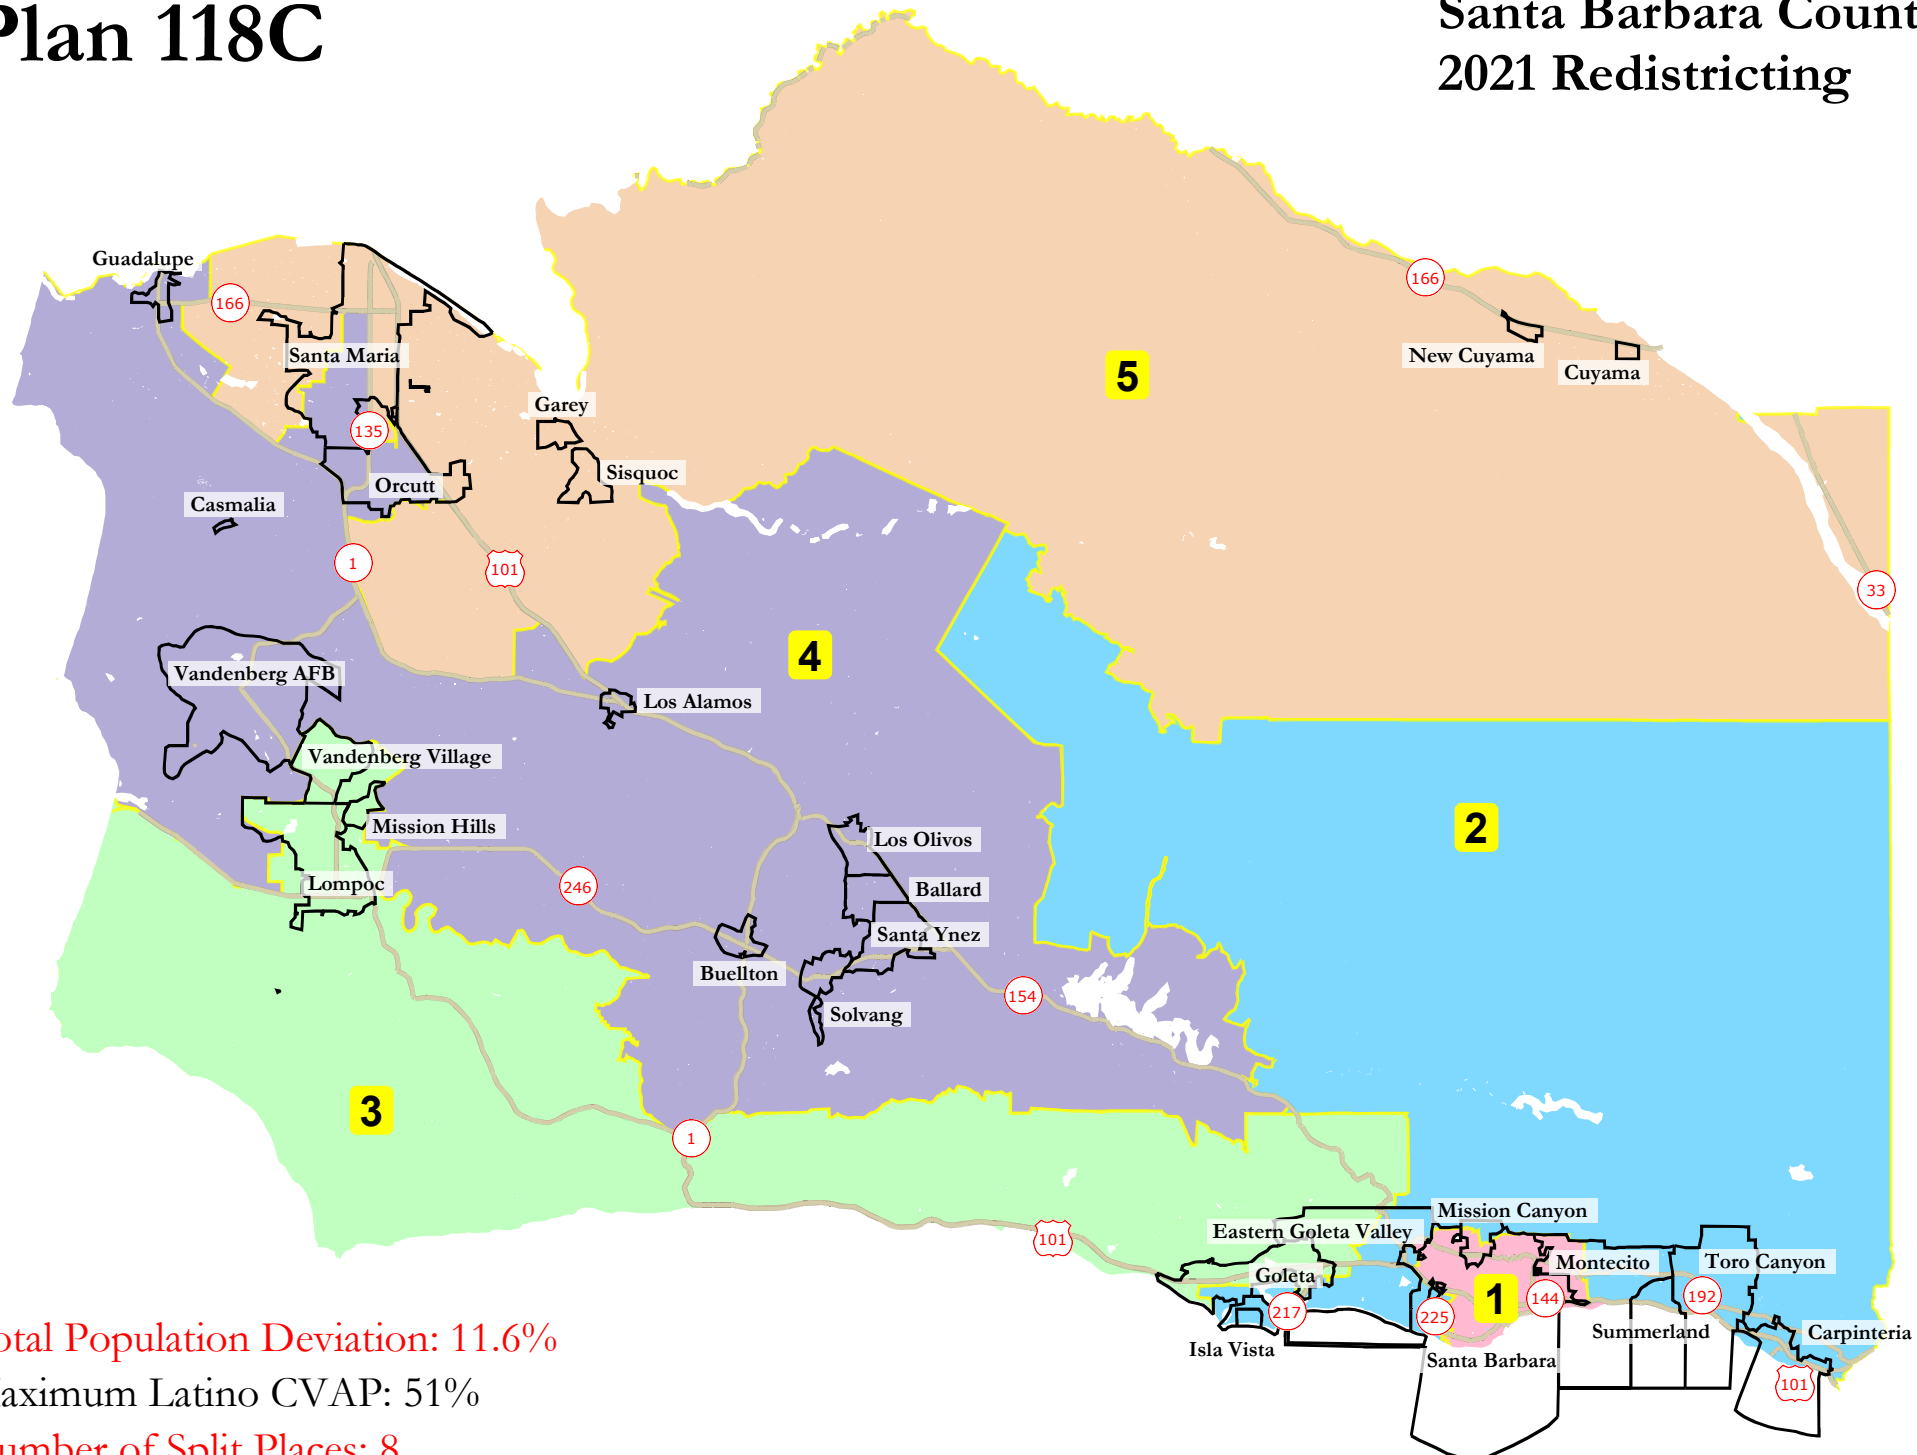 Plan 118C
Santa Barbara Count
2021 Redistricting
Guadalupe
166
Santa Maria
135
Orcutt
Casmalia
Garey
Sisquoc
1
101
5
166
New Cuyama
Cuyama
33
4
Vandenberg AFB
Los Alamos
Vandenberg Village
Mission Hills
Lompoc
246
Los Olivos
Ballard
Santa Ynez
Buellton
Solvang
154
2
3
1
101
Mission Canyon
Eastern Goleta Valley
Goleta
Montecito
Toro Canyon
217
225
1
144
192
Isla Vista
Santa Barbara
Summerland
Carpinteria
101
otal Population Deviation: 11.6%
aximum Latino CVAP: 51%
umber of Split Places: 8